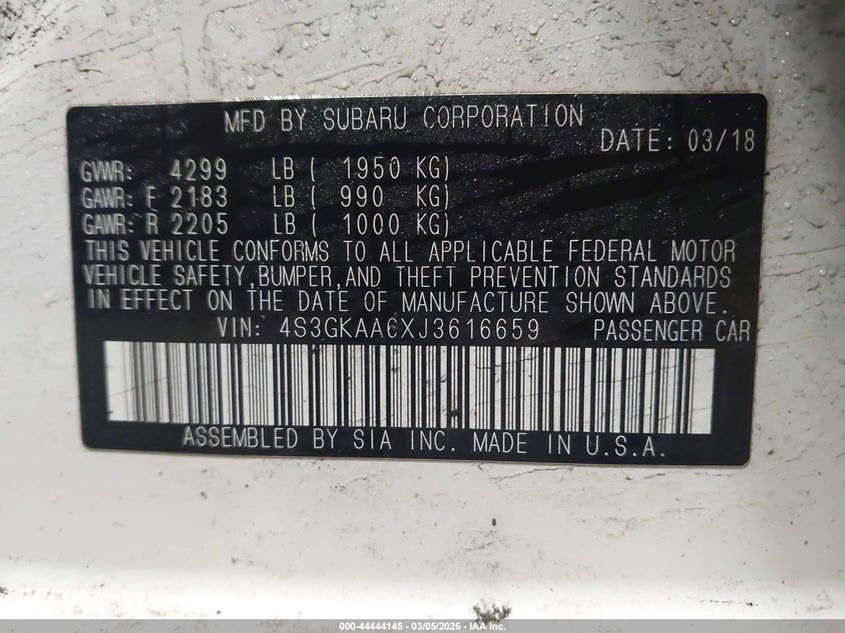 MFD BY SUBARU CORPORATION
DATE: 03/18
GVWR: 4299 LB ( 1950 KG)
GAWR: F 2183 LB ( 990 KG)
GAWR: R 2205 LB ( 1000 KG)
THIS VEHICLE CONFORMS TO ALL APPLICABLE FEDERAL MOTOR
VEHICLE SAFETY,BUMPER,AND THEFT PREVENTION STANDARDS
IN EFFECT ON THE DATE OF MANUFACTURE SHOWN ABOVE.
VIN: 4S3GKAA6XJ3616659 PASSENGER CAR
ASSEMBLED BY SIA INC. MADE IN U.S.A.
000-44444145 | 03/05/2026 - © IAA Inc.